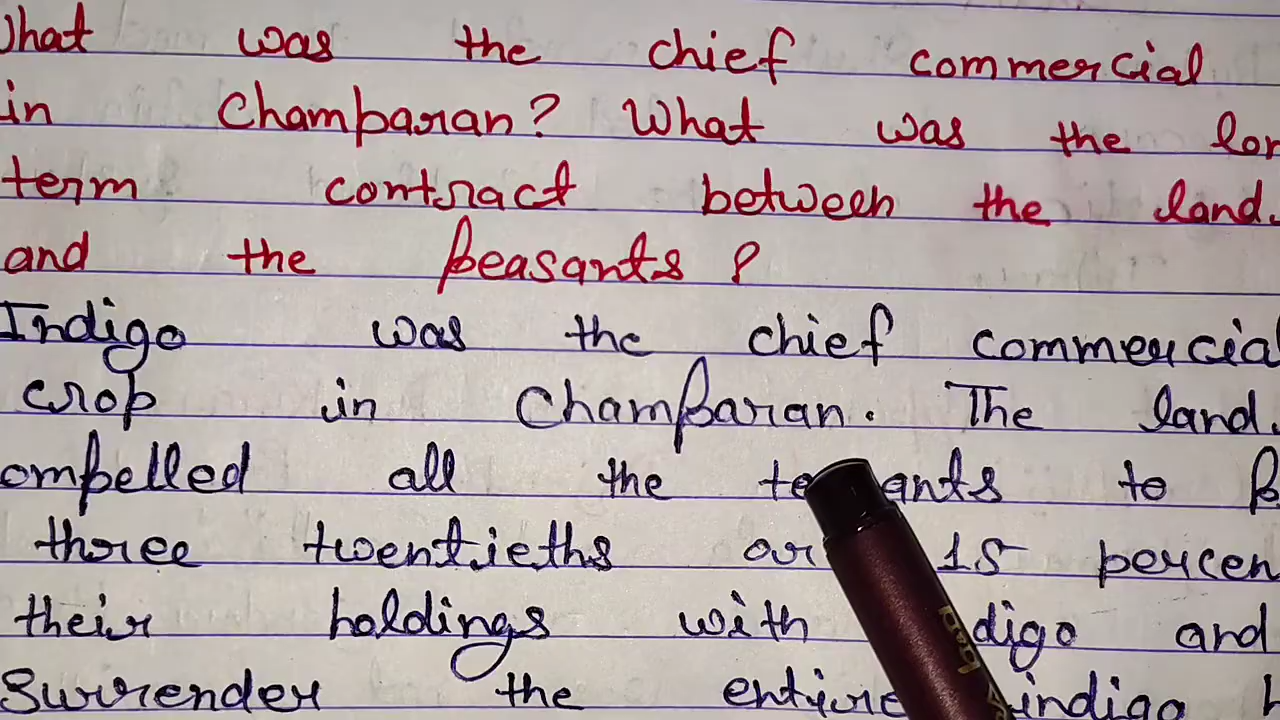 What was the chief commercial
in Champaran? What was the lon
term contract between the land.
and the peasants?
Indigo was the chief commercial
crop in Champaran. The land.
ompelled all the tenants to p
three twentieths or 15 percen
their holdings with digo and
surrender the entire indigo h